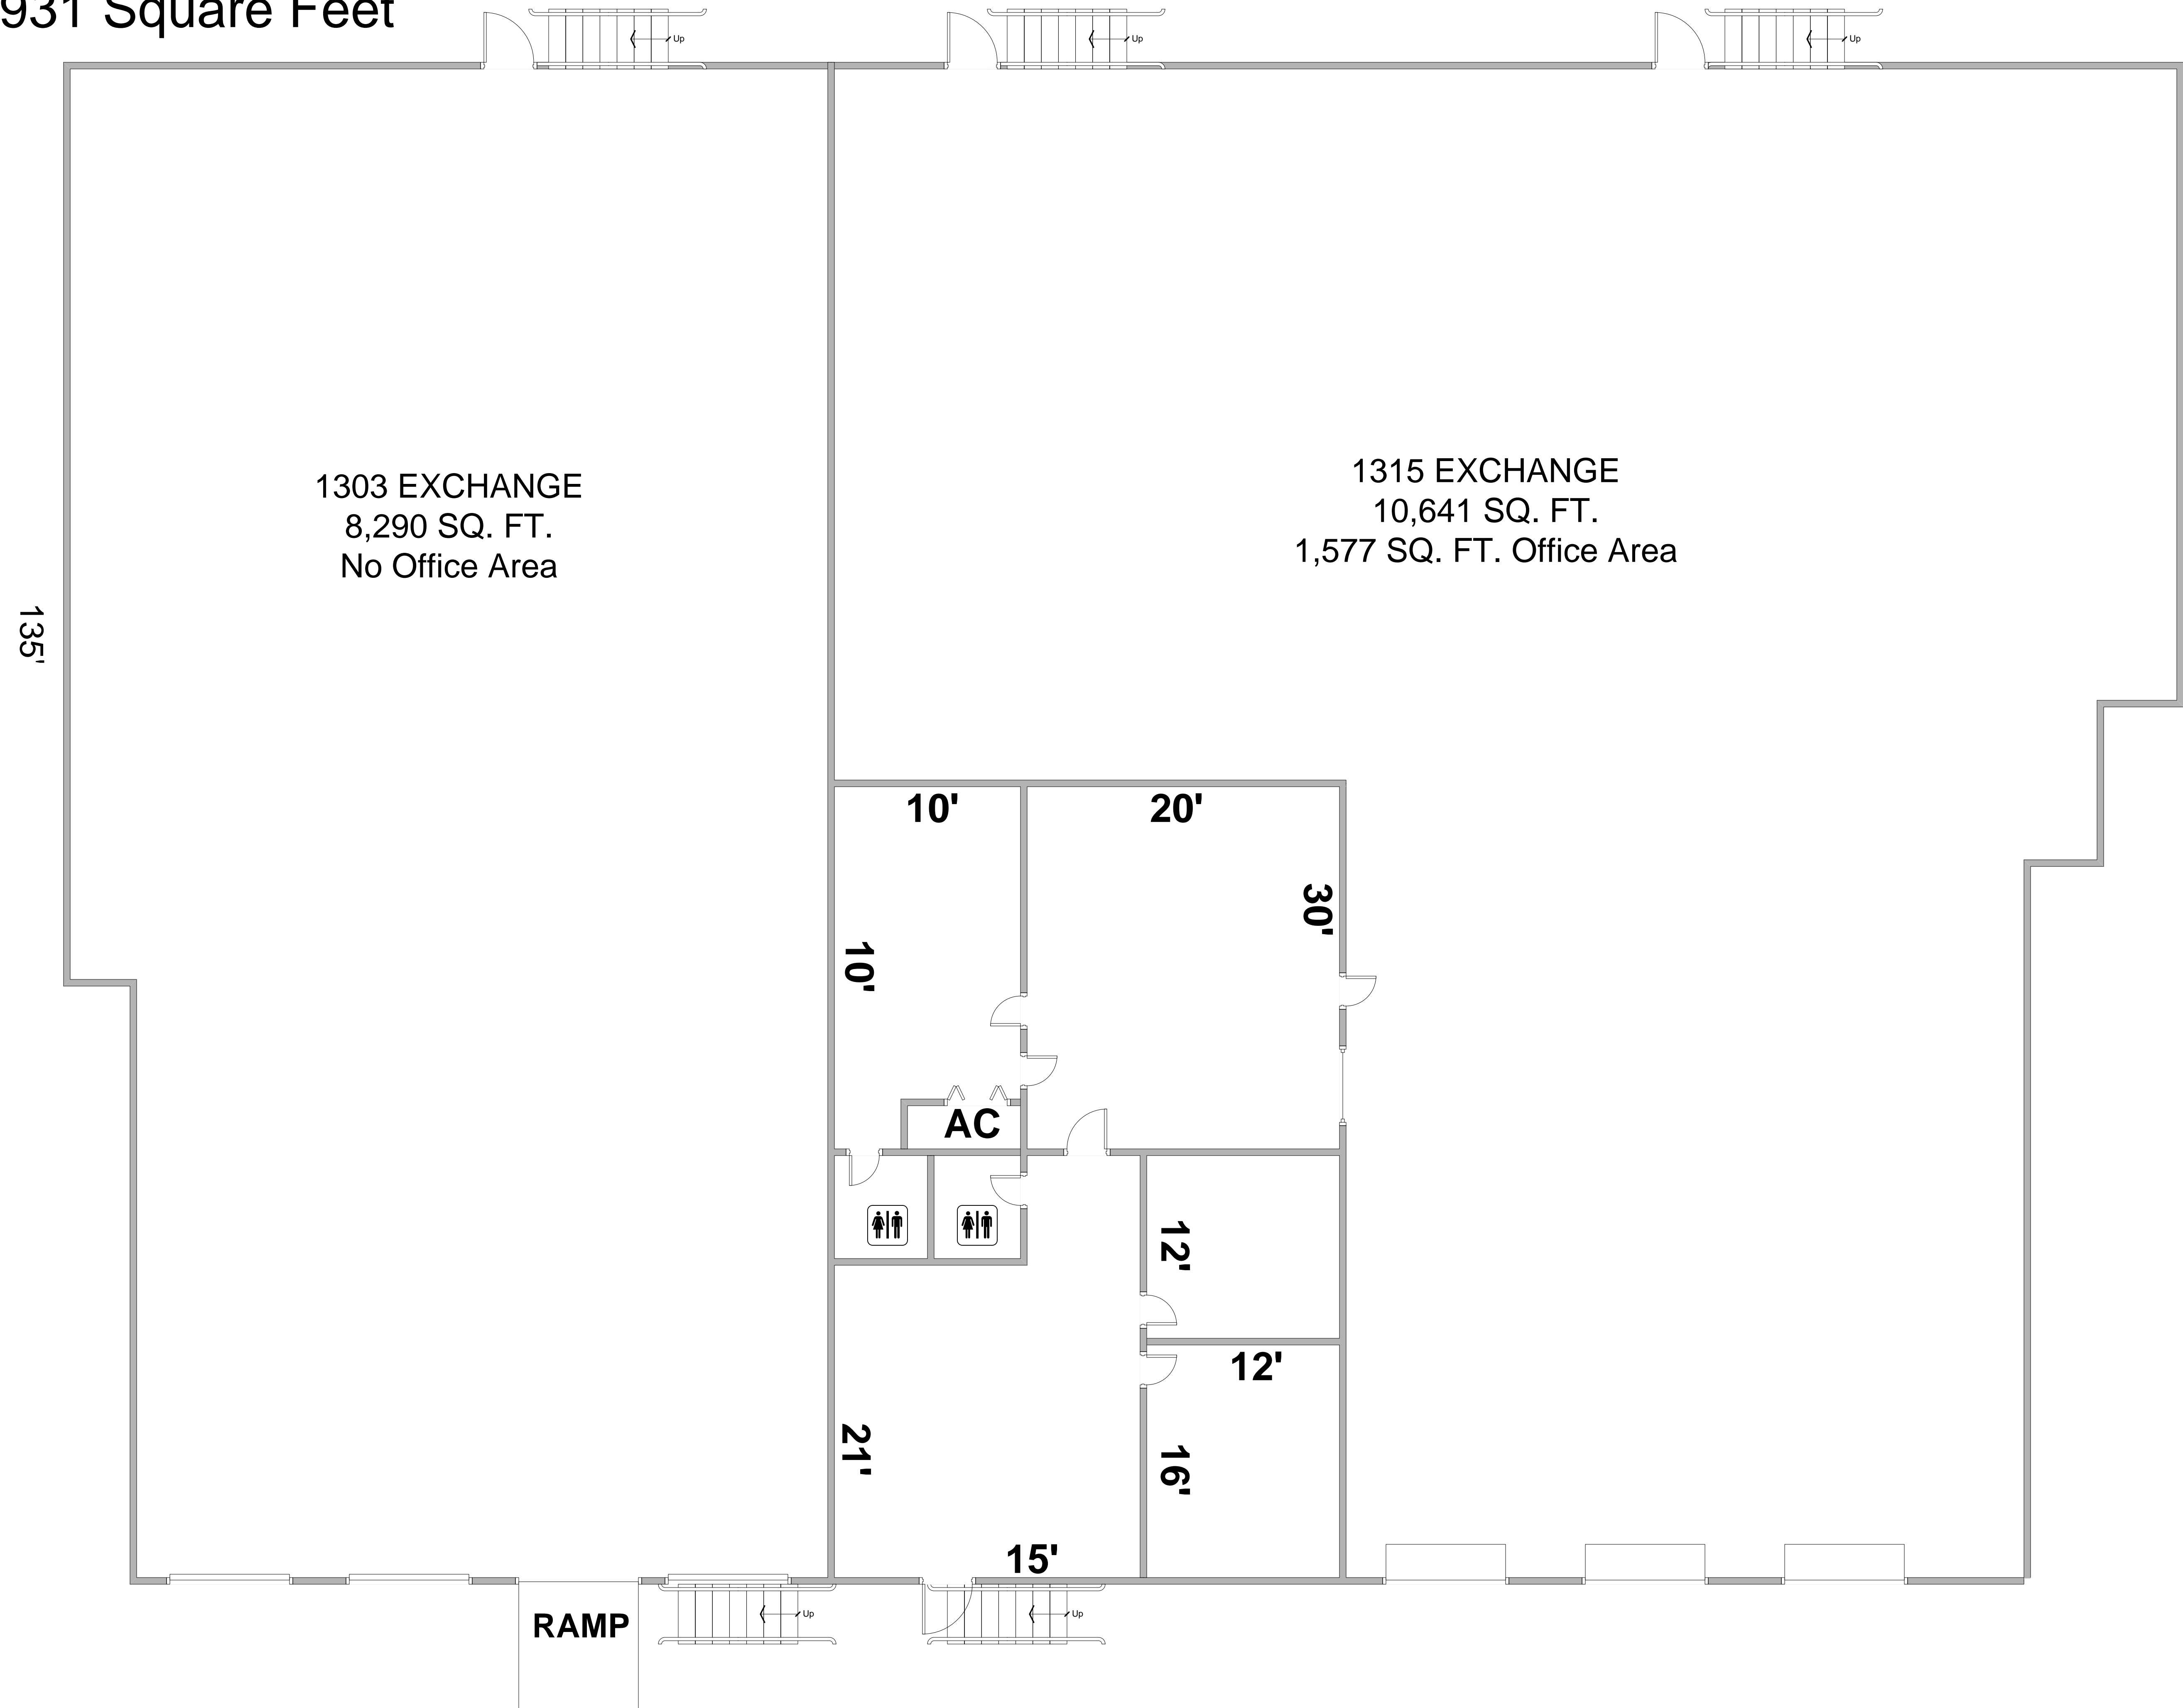 931 Square Feet
Up
Up
Up
1303 EXCHANGE
8,290 SQ. FT.
No Office Area
1315 EXCHANGE
10,641 SQ. FT.
1,577 SQ. FT. Office Area
135'
10'
20'
30'
10'
AC
12'
12'
21'
16'
15'
RAMP
Up
Up